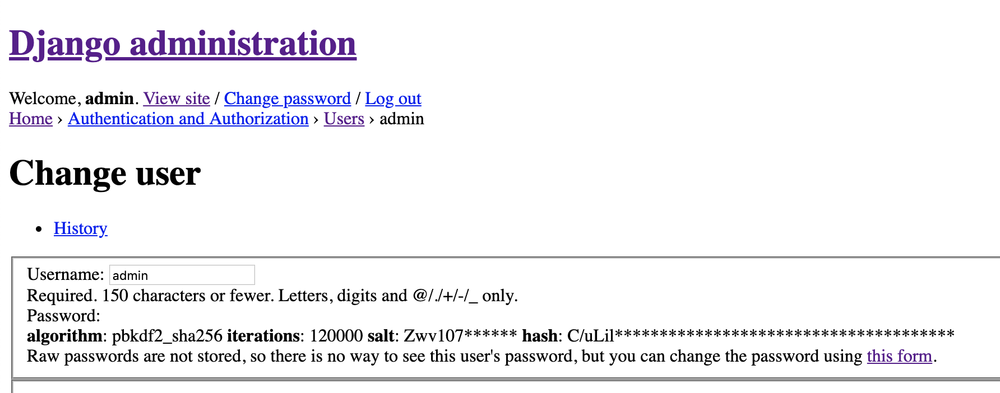 Django administration
Welcome, admin. View site / Change password / Log out
Home › Authentication and Authorization › Users › admin
Change user
• History
Username: admin
Required. 150 characters or fewer. Letters, digits and @/./+/-/_ only.
Password:
algorithm: pbkdf2_sha256 iterations: 120000 salt: Zwv107****** hash: C/uLil**************************************
Raw passwords are not stored, so there is no way to see this user's password, but you can change the password using this form.